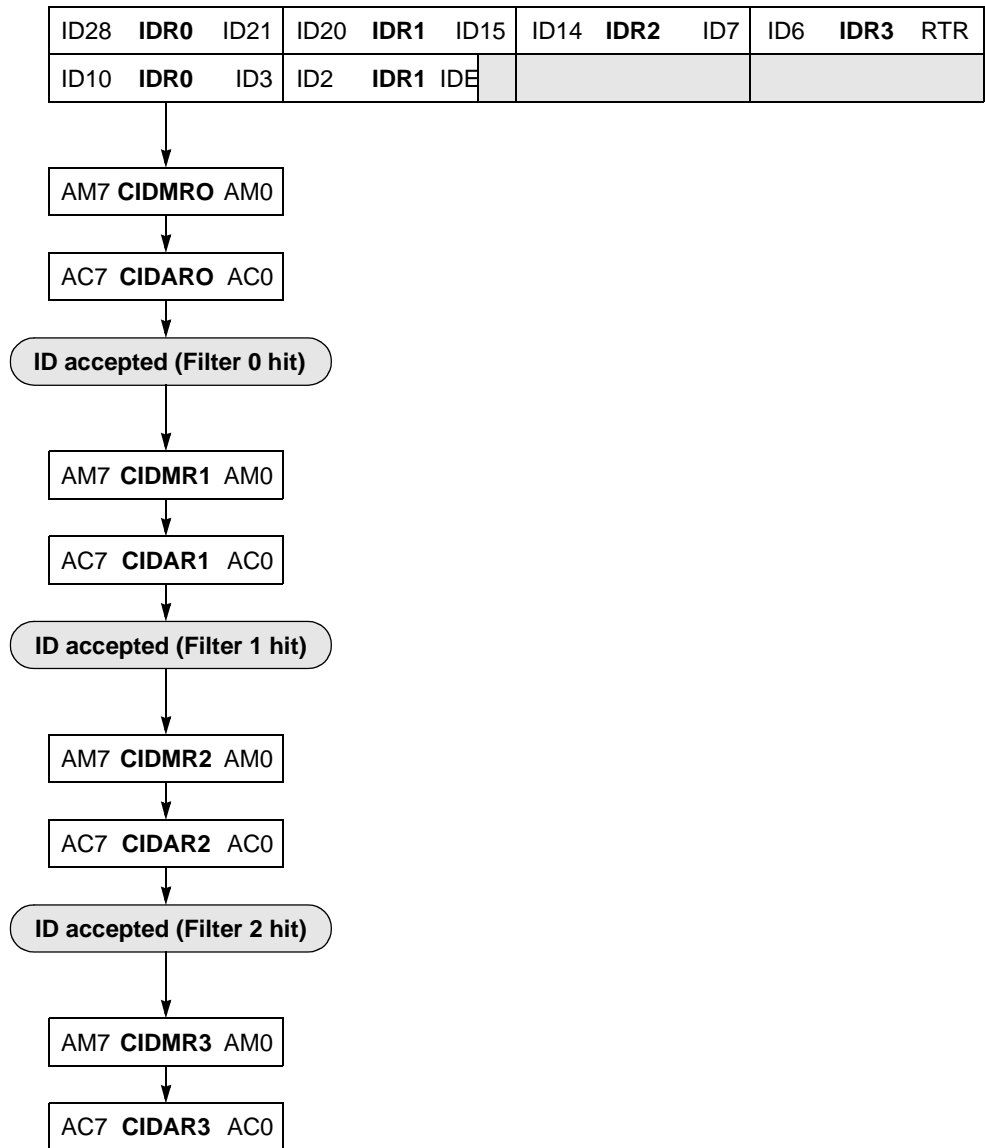 ID28 IDR0 ID21 ID20 IDR1 ID15 ID14 IDR2 ID7 ID6 IDR3 RTR
ID10 IDR0 ID3 ID2 IDR1 IDE
AM7 CIDMRO AM0
AC7 CIDARO AC0
ID accepted (Filter 0 hit)
AM7 CIDMR1 AM0
AC7 CIDAR1 AC0
ID accepted (Filter 1 hit)
AM7 CIDMR2 AM0
AC7 CIDAR2 AC0
ID accepted (Filter 2 hit)
AM7 CIDMR3 AM0
AC7 CIDAR3 AC0